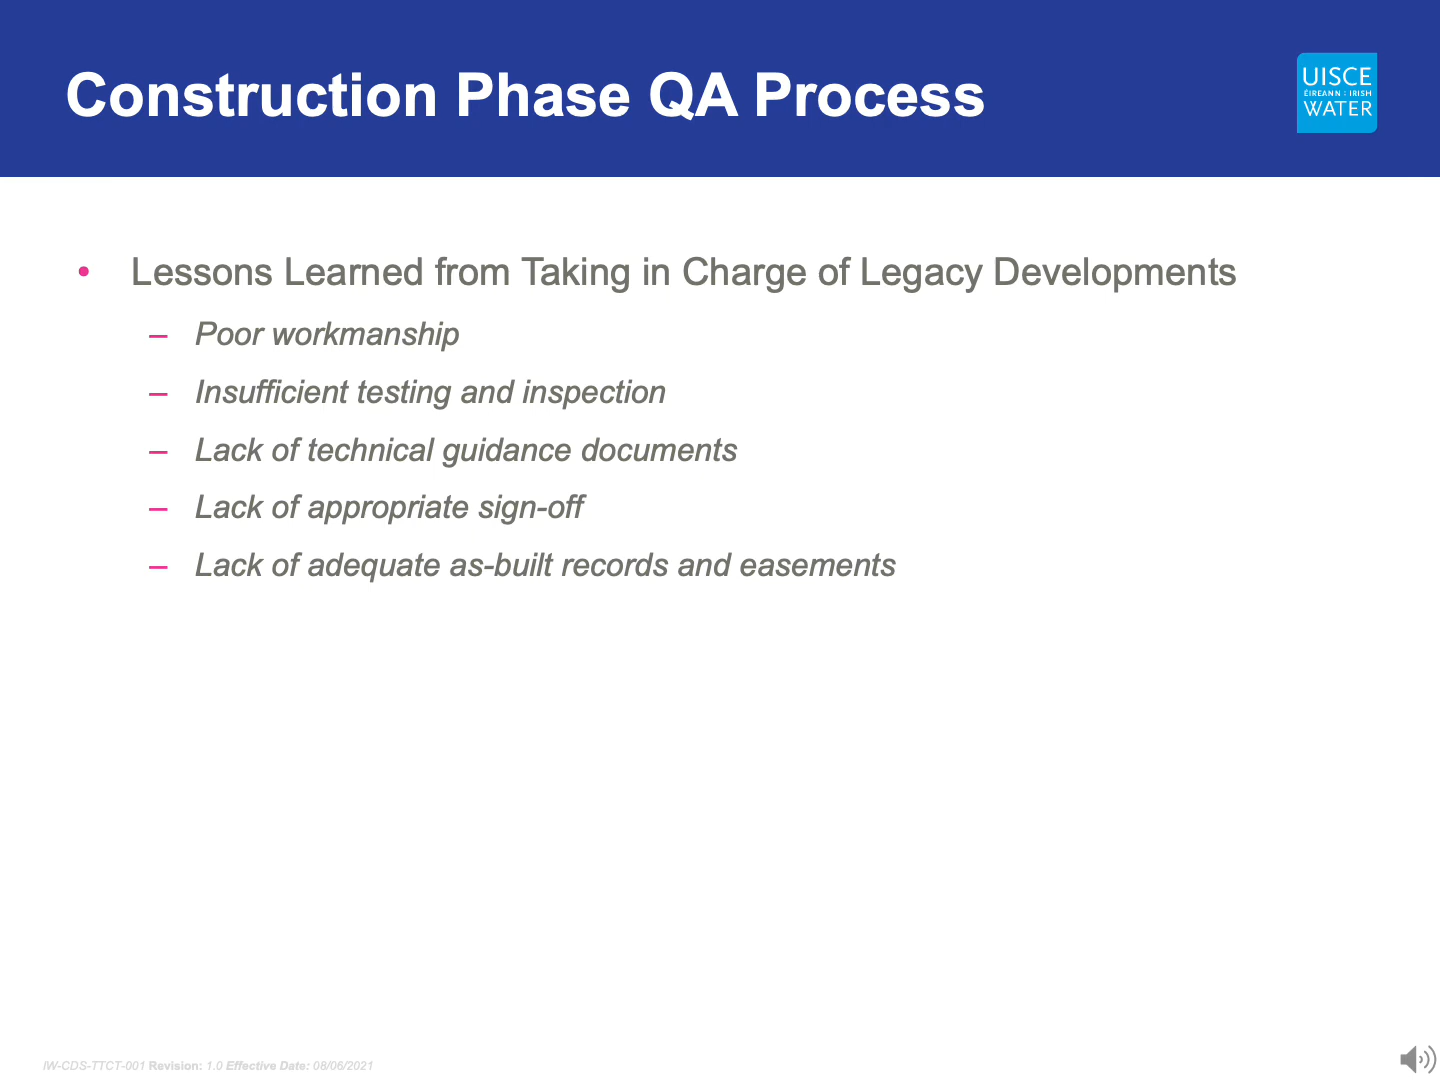 Construction Phase QA Process
UISCE
ÉIREANN : IRISH
WATER
• Lessons Learned from Taking in Charge of Legacy Developments
– Poor workmanship
– Insufficient testing and inspection
– Lack of technical guidance documents
– Lack of appropriate sign-off
– Lack of adequate as-built records and easements
IW-CDS-TTCT-001 Revision: 1.0 Effective Date: 08/06/2021